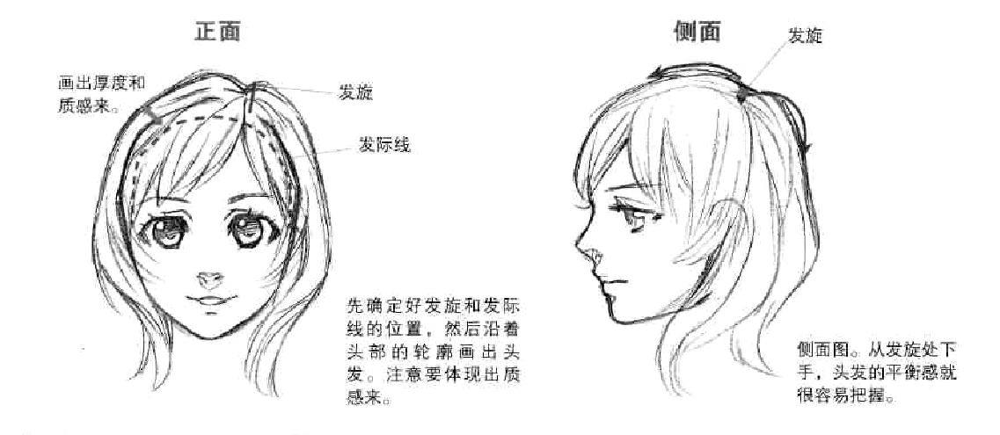 正面
画出厚度和
质感来。
发旋
发际线
先确定好发旋和发际
线的位置，然后沿着
头部的轮廓画出头
发。注意要体现出质
感来。
侧面
发旋
侧面图。从发旋处下
手，头发的平衡感就
很容易把握。